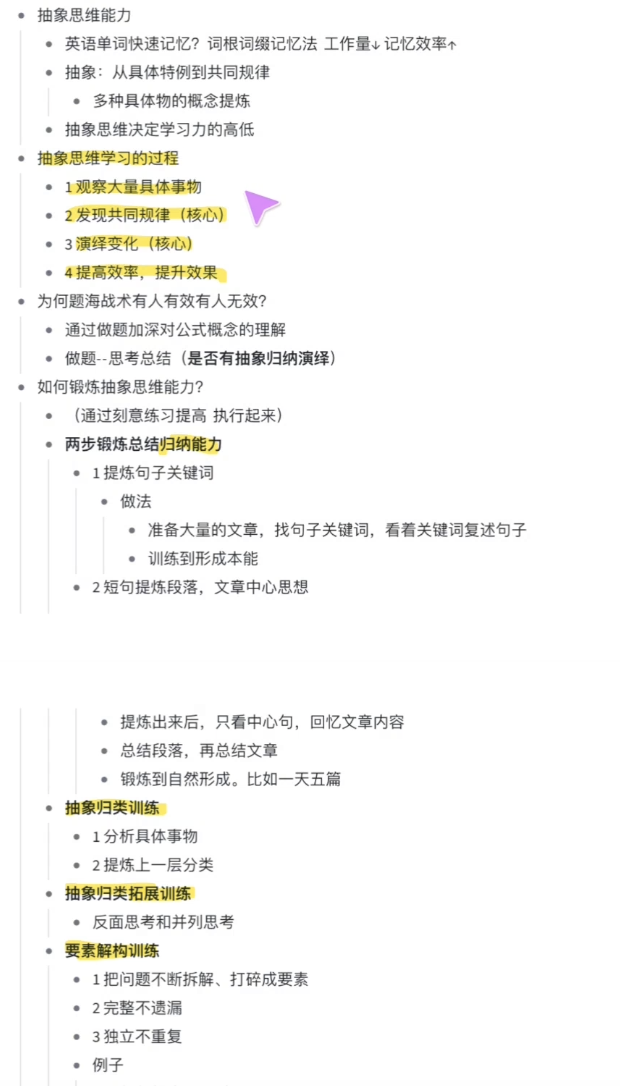 抽象思维能力
英语单词快速记忆？词根词缀记忆法 工作量↓ 记忆效率↑
抽象：从具体特例到共同规律
多种具体物的概念提炼
抽象思维决定学习力的高低
抽象思维学习的过程
1 观察大量具体事物
2 发现共同规律（核心）
3 演绎变化（核心）
4 提高效率，提升效果
为何题海战术有人有效有人无效？
通过做题加深对公式概念的理解
做题--思考总结（是否有抽象归纳演绎）
如何锻炼抽象思维能力？
（通过刻意练习提高 执行起来）
两步锻炼总结归纳能力
1 提炼句子关键词
做法
准备大量的文章，找句子关键词，看着关键词复述句子
训练到形成本能
2 短句提炼段落，文章中心思想
提炼出来后，只看中心句，回忆文章内容
总结段落，再总结文章
锻炼到自然形成。比如一天五篇
抽象归类训练
1 分析具体事物
2 提炼上一层分类
抽象归类拓展训练
反面思考和并列思考
要素解构训练
1 把问题不断拆解、打碎成要素
2 完整不遗漏
3 独立不重复
例子